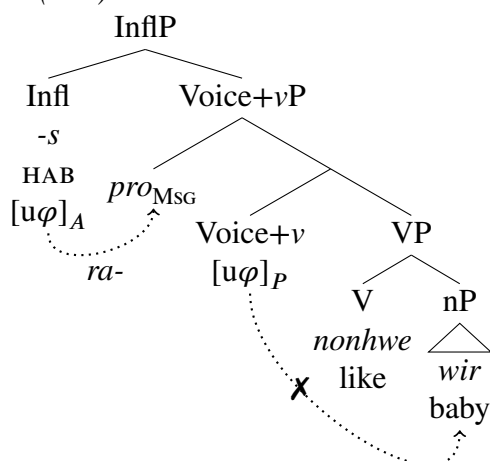 InflP
Infl Voice+vP
-s
HAB proMSG
[uφ]A Voice+v VP
ra- [uφ]P V nP
nonhwe wir
✗ like baby